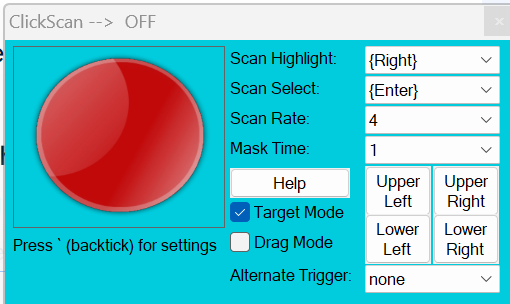 ClickScan --> OFF
Scan Highlight: {Right}
Scan Select: {Enter}
Scan Rate: 4
Mask Time: 1
Help
Upper Left
Upper Right
Target Mode
Drag Mode
Lower Left
Lower Right
Press ` (backtick) for settings
Alternate Trigger: none